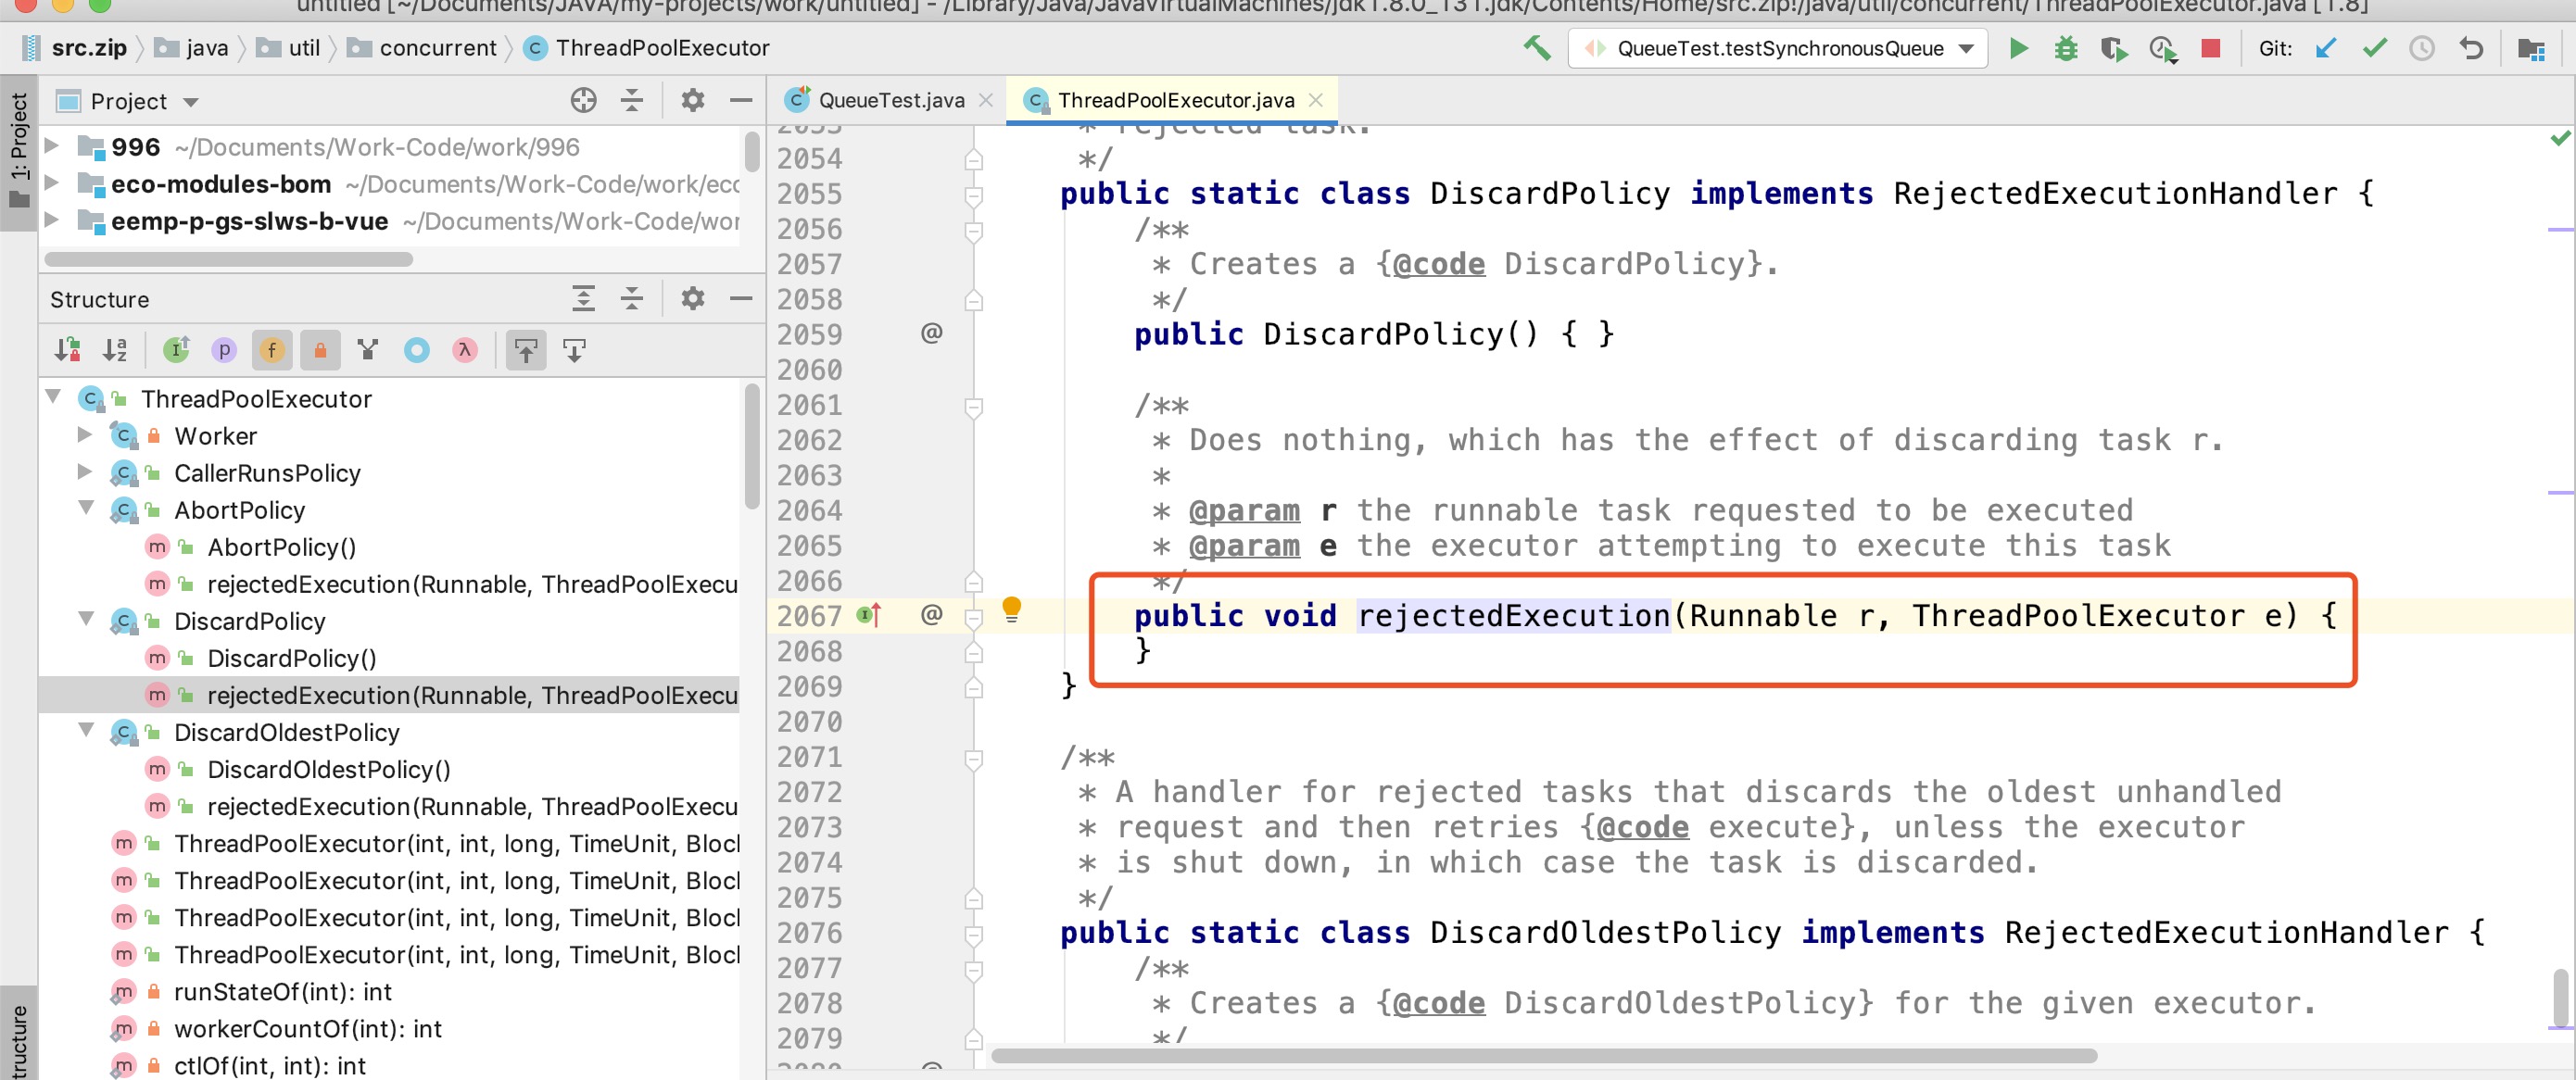 untitled [~/Documents/JAVA/my-projects/work/untitled] - /Library/Java/JavaVirtualMachines/jdk1.8.0_131.jdk/Contents/Home/src.zip!/java/util/concurrent/ThreadPoolExecutor.java [1.8]
src.zip java util concurrent ThreadPoolExecutor QueueTest.testSynchronousQueue Git:
1: Project
Project
996 ~/Documents/Work-Code/work/996
eco-modules-bom ~/Documents/Work-Code/work/eco
eemp-p-gs-slws-b-vue ~/Documents/Work-Code/wor
Structure
ThreadPoolExecutor
Worker
CallerRunsPolicy
AbortPolicy
AbortPolicy()
rejectedExecution(Runnable, ThreadPoolExecu
DiscardPolicy
DiscardPolicy()
rejectedExecution(Runnable, ThreadPoolExecu
DiscardOldestPolicy
DiscardOldestPolicy()
rejectedExecution(Runnable, ThreadPoolExecu
ThreadPoolExecutor(int, int, long, TimeUnit, Block
ThreadPoolExecutor(int, int, long, TimeUnit, Block
ThreadPoolExecutor(int, int, long, TimeUnit, Block
ThreadPoolExecutor(int, int, long, TimeUnit, Block
runStateOf(int): int
workerCountOf(int): int
ctlOf(int, int): int
tructure
QueueTest.java ThreadPoolExecutor.java
2053 * rejected task.
2054 */
2055 public static class DiscardPolicy implements RejectedExecutionHandler {
2056 /**
2057 * Creates a {@code DiscardPolicy}.
2058 */
2059 @ public DiscardPolicy() { }
2060
2061 /**
2062 * Does nothing, which has the effect of discarding task r.
2063 *
2064 * @param r the runnable task requested to be executed
2065 * @param e the executor attempting to execute this task
2066 */
2067 @ public void rejectedExecution(Runnable r, ThreadPoolExecutor e) {
2068 }
2069 }
2070
2071 /**
2072 * A handler for rejected tasks that discards the oldest unhandled
2073 * request and then retries {@code execute}, unless the executor
2074 * is shut down, in which case the task is discarded.
2075 */
2076 public static class DiscardOldestPolicy implements RejectedExecutionHandler {
2077 /**
2078 * Creates a {@code DiscardOldestPolicy} for the given executor.
2079 */
2080 @